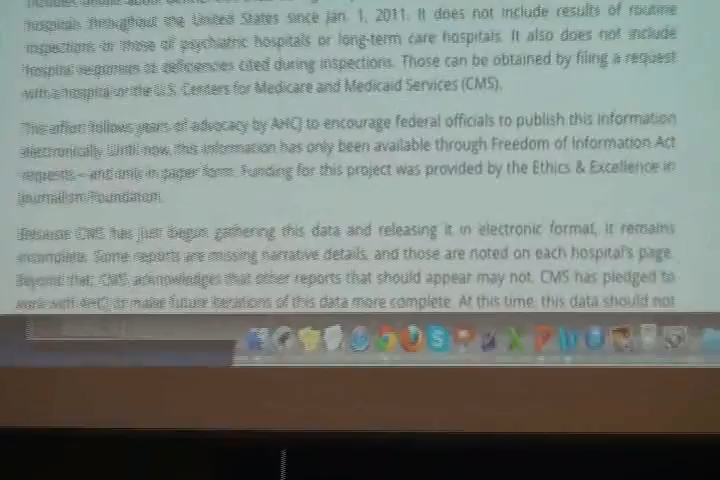 hospitals throughout the United States since Jan. 1, 2011. It does not include results of routine
inspections or those of psychiatric hospitals or long-term care hospitals. It also does not include
hospital responses to deficiencies cited during inspections. Those can be obtained by filing a request
with a hospital or the U.S. Centers for Medicare and Medicaid Services (CMS).
This effort follows years of advocacy by AHCJ to encourage federal officials to publish this information
electronically. Until now, this information has only been available through Freedom of Information Act
requests – and only in paper form. Funding for this project was provided by the Ethics & Excellence in
Journalism Foundation.
Because CMS has just begun gathering this data and releasing it in electronic format, it remains
incomplete. Some reports are missing narrative details, and those are noted on each hospital's page.
Beyond that, CMS acknowledges that other reports that should appear may not. CMS has pledged to
work with AHCJ to make future iterations of this data more complete. At this time, this data should not